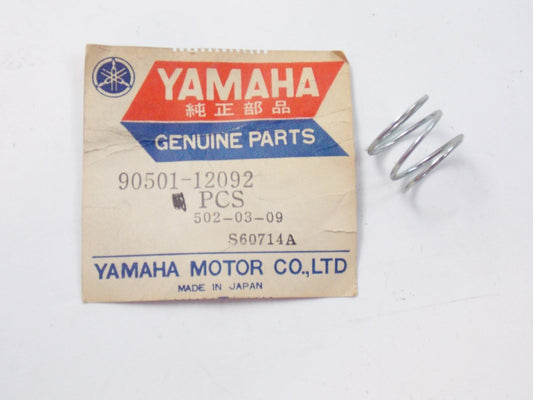 YAMAHA
純正部品
GENUINE PARTS
90501-12092
PCS
502-03-09
S60714A
YAMAHA MOTOR CO.,LTD
MADE IN JAPAN